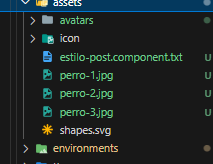 assets
avatars
icon
estilo-post.component.txt U
perro-1.jpg U
perro-2.jpg U
perro-3.jpg U
shapes.svg
environments